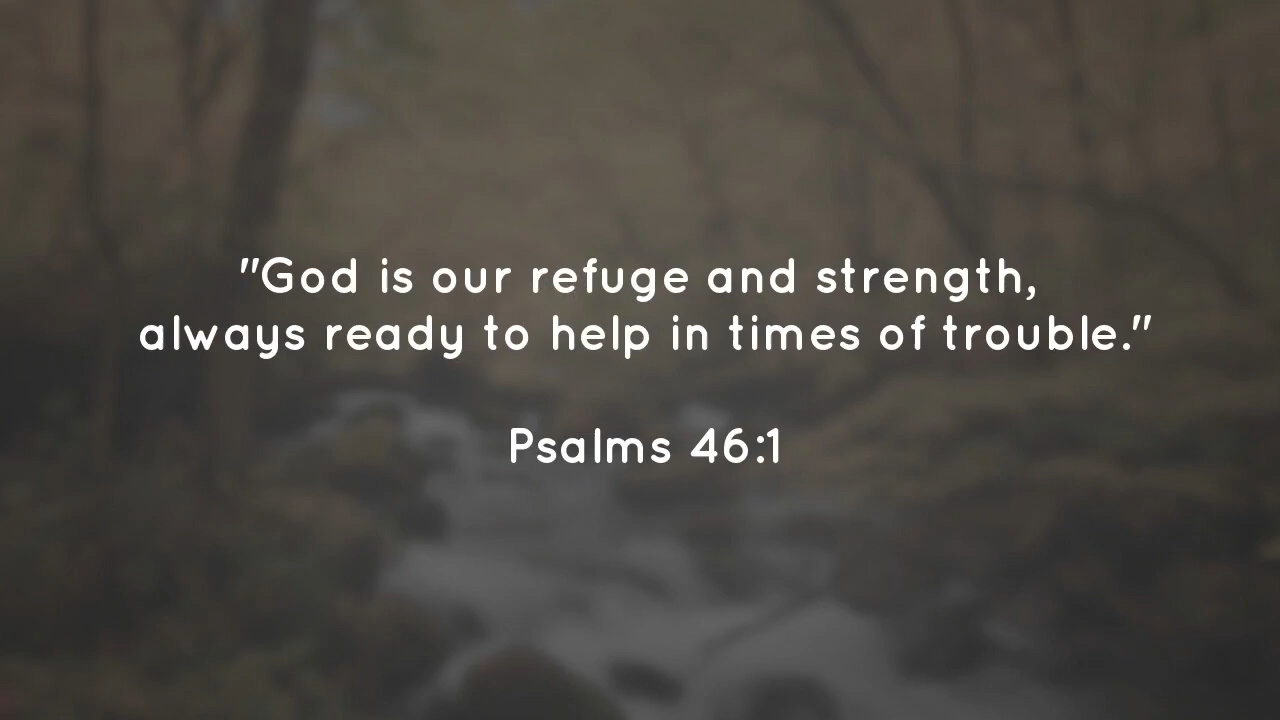 "God is our refuge and strength,
always ready to help in times of trouble."
Psalms 46:1